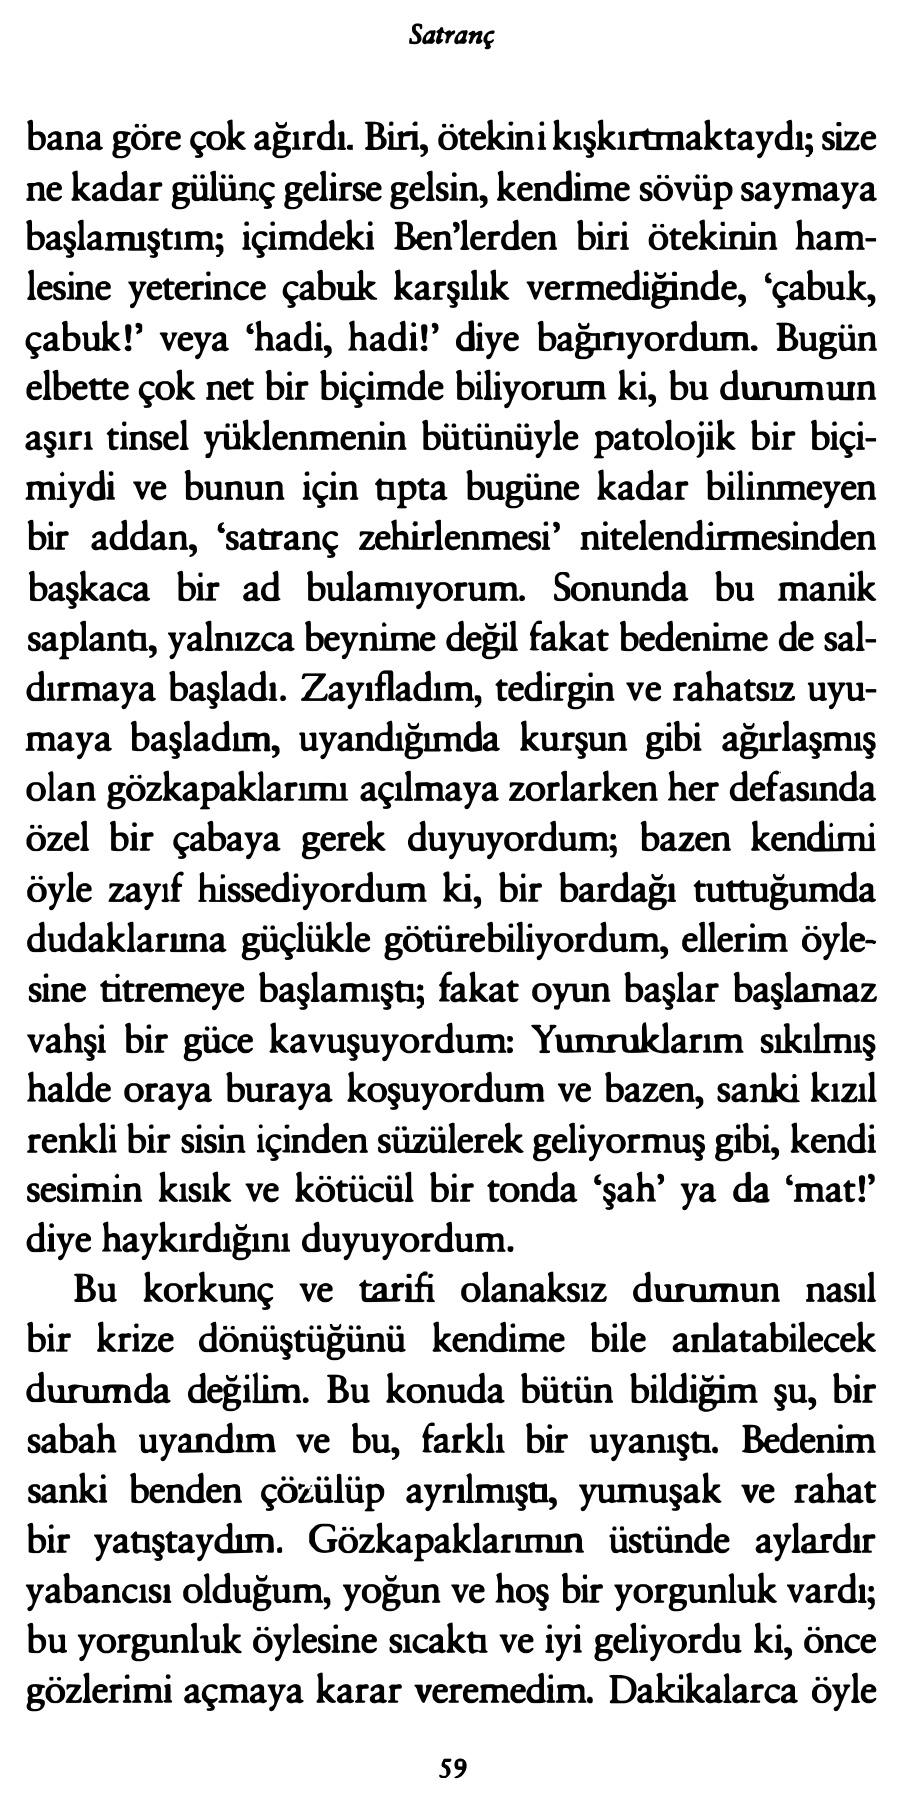 Satranç
bana göre çok ağırdı. Biri, ötekini kışkırtmaktaydı; size
ne kadar gülünç gelirse gelsin, kendime sövüp saymaya
başlamıştım; içimdeki Ben’lerden biri ötekinin ham-
lesine yeterince çabuk karşılık vermediğinde, ‘çabuk,
çabuk!’ veya ‘hadi, hadi!’ diye bağırıyordum. Bugün
elbette çok net bir biçimde biliyorum ki, bu durumum
aşırı tinsel yüklenmenin bütünüyle patolojik bir biçi-
miydi ve bunun için tıpta bugüne kadar bilinmeyen
bir addan, ‘satranç zehirlenmesi’ nitelendirmesinden
başkaca bir ad bulamıyorum. Sonunda bu manik
saplantı, yalnızca beynime değil fakat bedenime de sal-
dırmaya başladı. Zayıfladım, tedirgin ve rahatsız uyu-
maya başladım, uyandığımda kurşun gibi ağırlaşmış
olan gözkapaklarımı açılmaya zorlarken her defasında
özel bir çabaya gerek duyuyordum; bazen kendimi
öyle zayıf hissediyordum ki, bir bardağı tuttuğumda
dudaklarıma güçlükle götürebiliyordum, ellerim öyle-
sine titremeye başlamıştı; fakat oyun başlar başlamaz
vahşi bir güce kavuşuyordum: Yumruklarım sıkılmış
halde oraya buraya koşuyordum ve bazen, sanki kızıl
renkli bir sisin içinden süzülerek geliyormuş gibi, kendi
sesimin kısık ve kötücül bir tonda ‘şah’ ya da ‘mat!’
diye haykırdığını duyuyordum.
Bu korkunç ve tarifi olanaksız durumun nasıl
bir krize dönüştüğünü kendime bile anlatabilecek
durumda değilim. Bu konuda bütün bildiğim şu, bir
sabah uyandım ve bu, farklı bir uyanıştı. Bedenim
sanki benden çözülüp ayrılmıştı, yumuşak ve rahat
bir yatıştaydım. Gözkapaklarımın üstünde aylardır
yabancısı olduğum, yoğun ve hoş bir yorgunluk vardı;
bu yorgunluk öylesine sıcaktı ve iyi geliyordu ki, önce
gözlerimi açmaya karar veremedim. Dakikalarca öyle
59